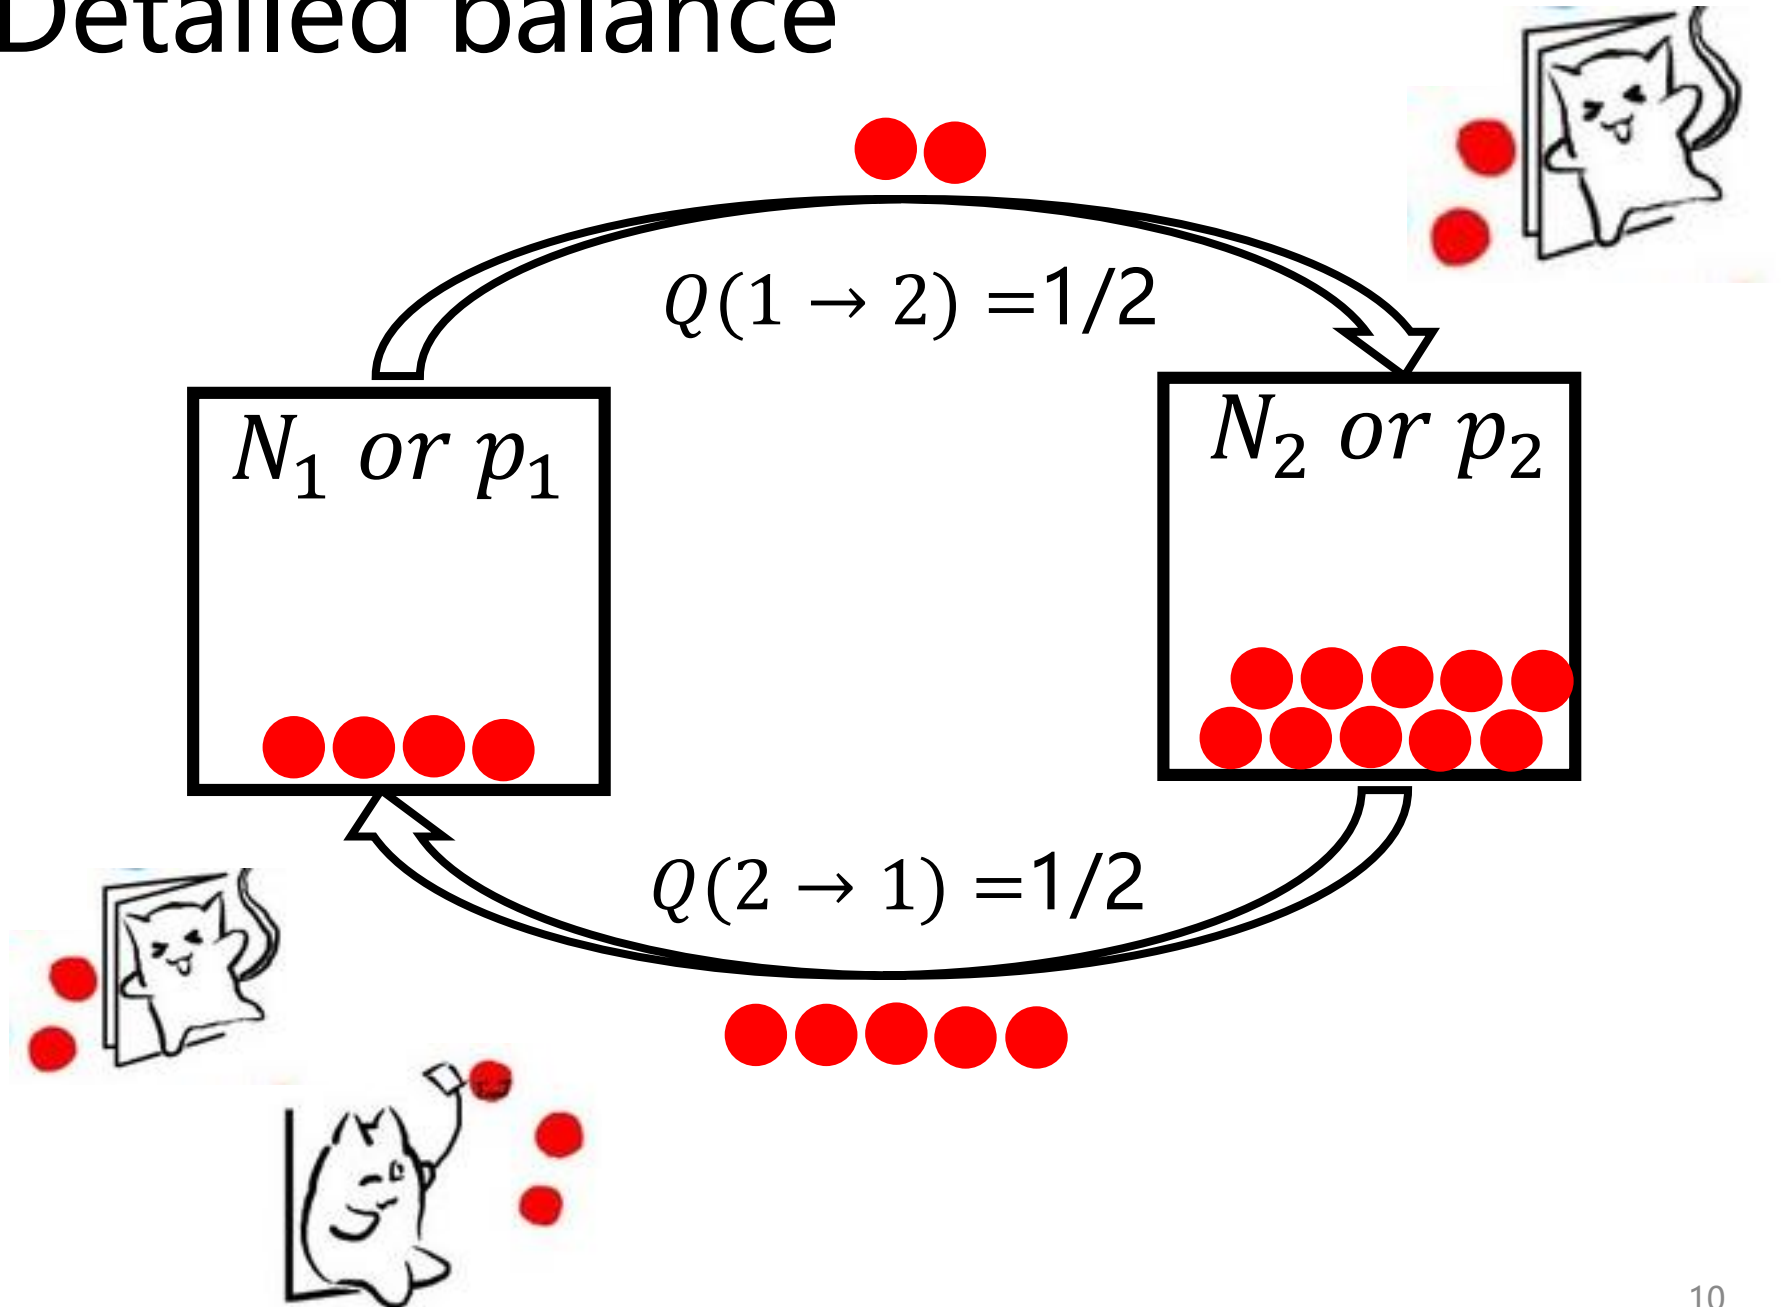 Detailed balance
Q(1 → 2) =1/2
N₁ or p₁
N₂ or p₂
Q(2 → 1) =1/2
10